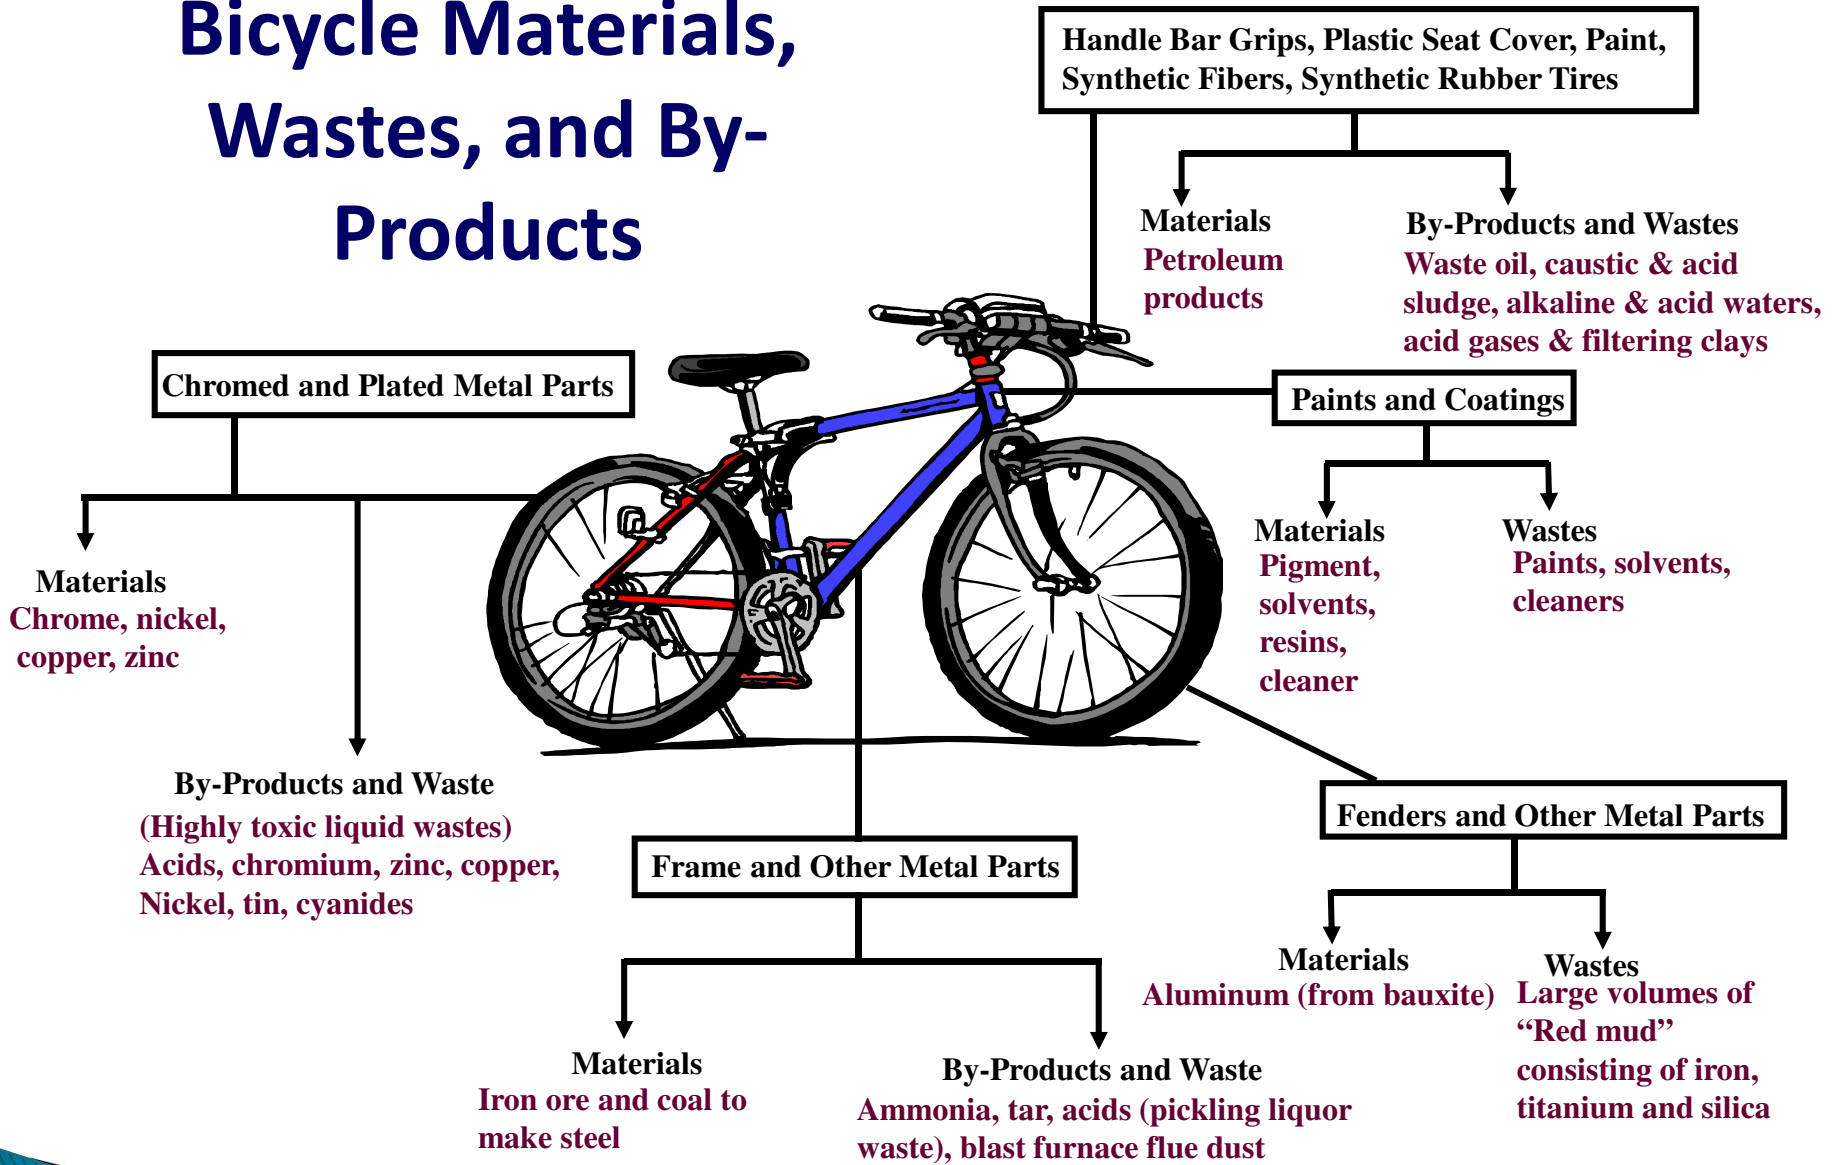 Bicycle Materials,
Wastes, and By-
Products
Handle Bar Grips, Plastic Seat Cover, Paint,
Synthetic Fibers, Synthetic Rubber Tires
Materials
Petroleum
products
By-Products and Wastes
Waste oil, caustic & acid
sludge, alkaline & acid waters,
acid gases & filtering clays
Chromed and Plated Metal Parts
Materials
Chrome, nickel,
copper, zinc
By-Products and Waste
(Highly toxic liquid wastes)
Acids, chromium, zinc, copper,
Nickel, tin, cyanides
Paints and Coatings
Materials
Pigment,
solvents,
resins,
cleaner
Wastes
Paints, solvents,
cleaners
Frame and Other Metal Parts
Materials
Iron ore and coal to
make steel
By-Products and Waste
Ammonia, tar, acids (pickling liquor
waste), blast furnace flue dust
Fenders and Other Metal Parts
Materials
Aluminum (from bauxite)
Wastes
Large volumes of
“Red mud”
consisting of iron,
titanium and silica